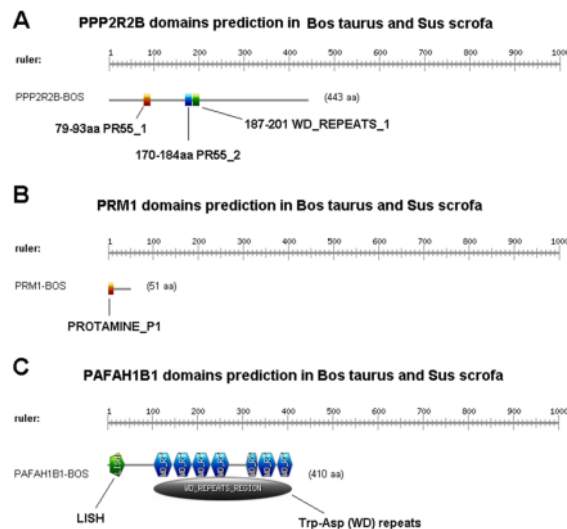 A
PPP2R2B domains prediction in Bos taurus and Sus scrofa
1 100 200 300 400 500 600 700 800 900 1000
ruler:
PPP2R2B-BOS (443 aa)
79-93aa PR55_1 187-201 WD_REPEATS_1
170-184aa PR55_2
B
PRM1 domains prediction in Bos taurus and Sus scrofa
1 100 200 300 400 500 600 700 800 900 1000
ruler:
PRM1-BOS (51 aa)
PROTAMINE_P1
C
PAFAH1B1 domains prediction in Bos taurus and Sus scrofa
1 100 200 300 400 500 600 700 800 900 1000
ruler:
PAFAH1B1-BOS (410 aa)
WD_REPEATS_REGION
LISH Trp-Asp (WD) repeats